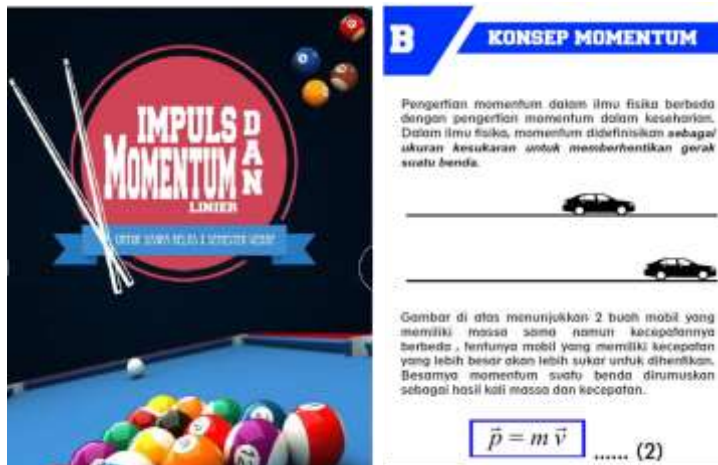 IMPULS DAN
MOMENTUM
LINIER
UNTUK SISWA KELAS X SEMESTER GENAP
B KONSEP MOMENTUM
Pengertian momentum dalam ilmu fisika berbeda
dengan pengertian momentum dalam keseharian.
Dalam ilmu fisika, momentum didefinisikan sebagai
ukuran kesukaran untuk memberhentikan gerak
suatu benda.
Gambar di atas menunjukkan 2 buah mobil yang
memiliki massa sama namun kecepatannya
berbeda , tentunya mobil yang memiliki kecepatan
yang lebih besar akan lebih sukar untuk dihentikan.
Besarnya momentum suatu benda dirumuskan
sebagai hasil kali massa dan kecepatan.
p⃗ = m v⃗ ...... (2)